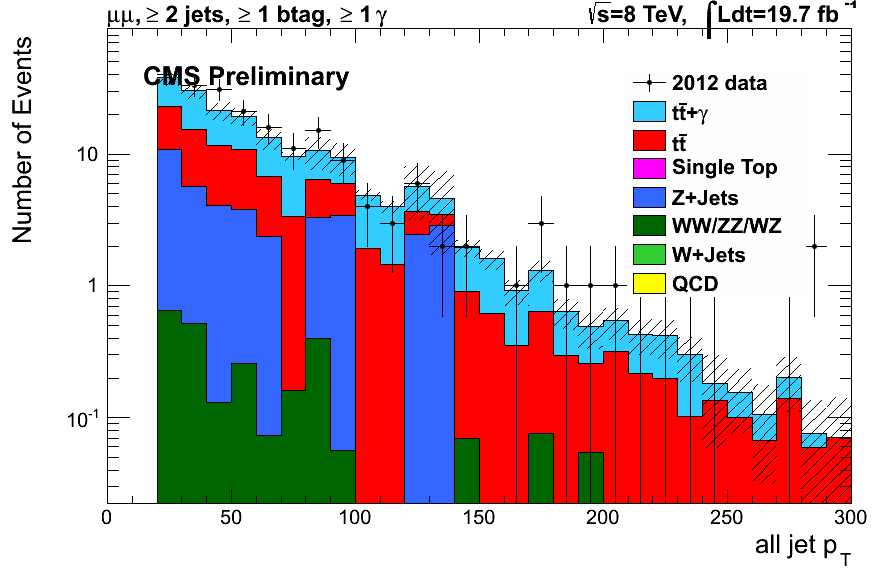 μμ, ≥ 2 jets, ≥ 1 btag, ≥ 1 γ √s=8 TeV, ∫Ldt=19.7 fb⁻¹
CMS Preliminary
Number of Events
2012 data
tt̄+γ
tt̄
Single Top
Z+Jets
WW/ZZ/WZ
W+Jets
QCD
10
1
10⁻¹
0 50 100 150 200 250 300
all jet p_T